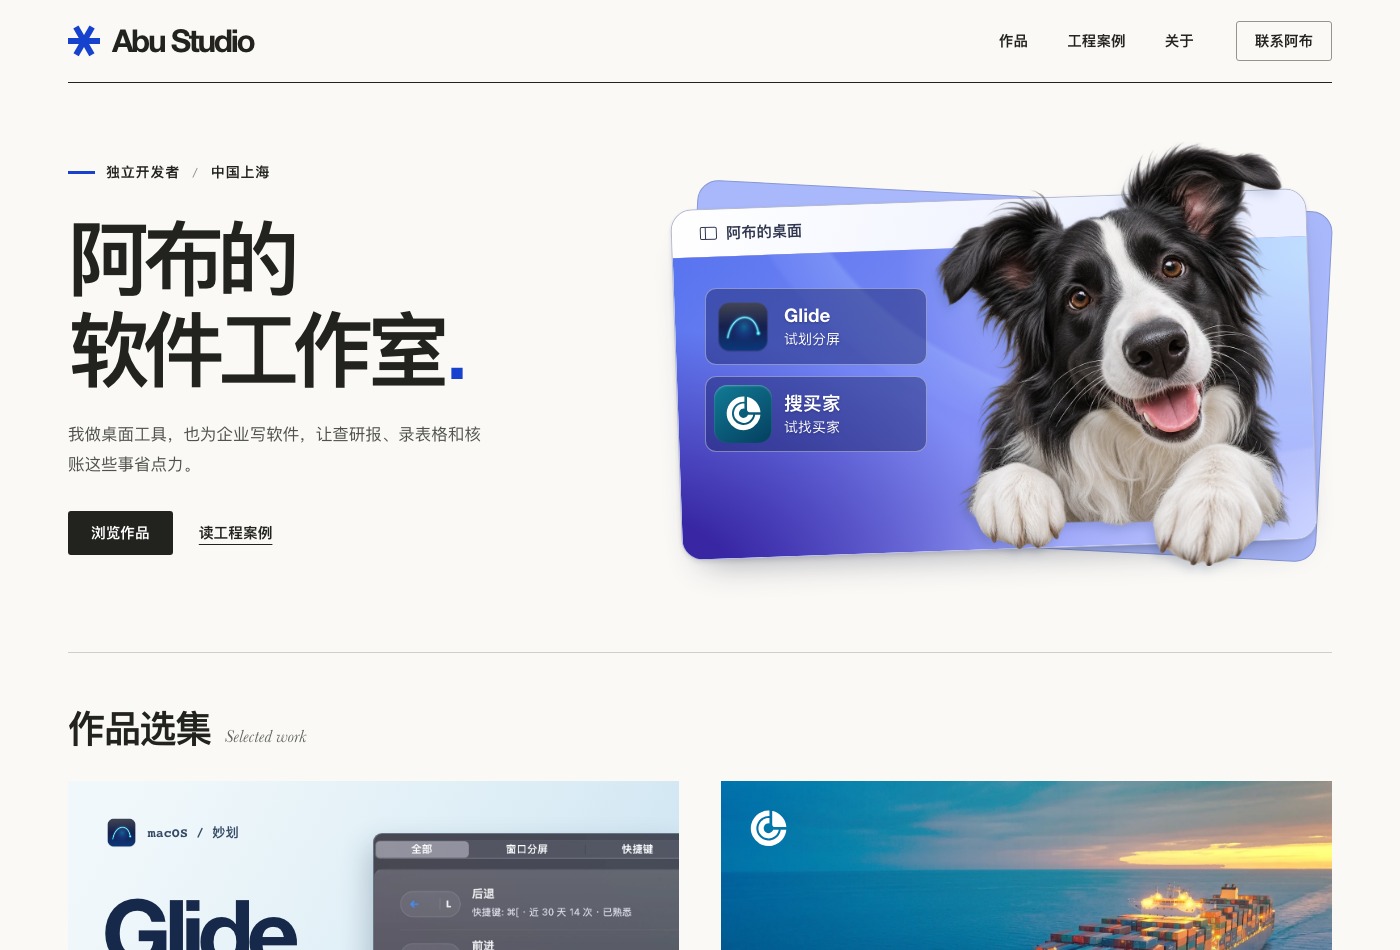 Abu Studio
作品
工程案例
关于
联系阿布
独立开发者 / 中国上海
阿布的
软件工作室.
我做桌面工具，也为企业写软件，让查研报、录表格和核
账这些事省点力。
浏览作品
读工程案例
阿布的桌面
Glide
试划分屏
搜买家
试找买家
作品选集 Selected work
macOS / 妙划
Glide
全部
窗口分屏
快捷键
L
后退
快捷键: ⌘[ · 近 30 天 14 次 · 已熟悉
前进